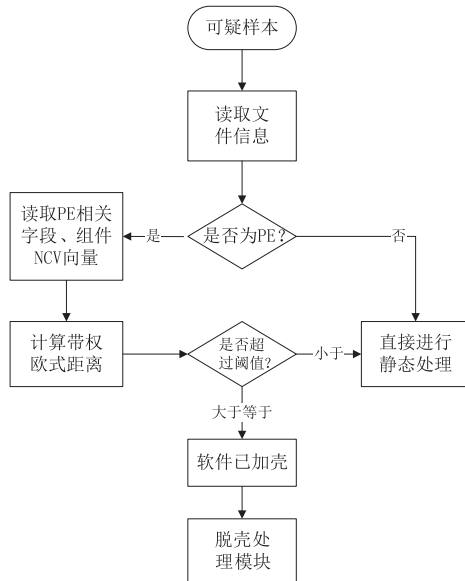 可疑样本
读取文
件信息
读取PE相关
字段、组件
NCV向量
是
是否为PE?
否
计算带权
欧式距离
是否超
过阈值?
小于
直接进行
静态处理
大于等于
软件已加壳
脱壳处
理模块